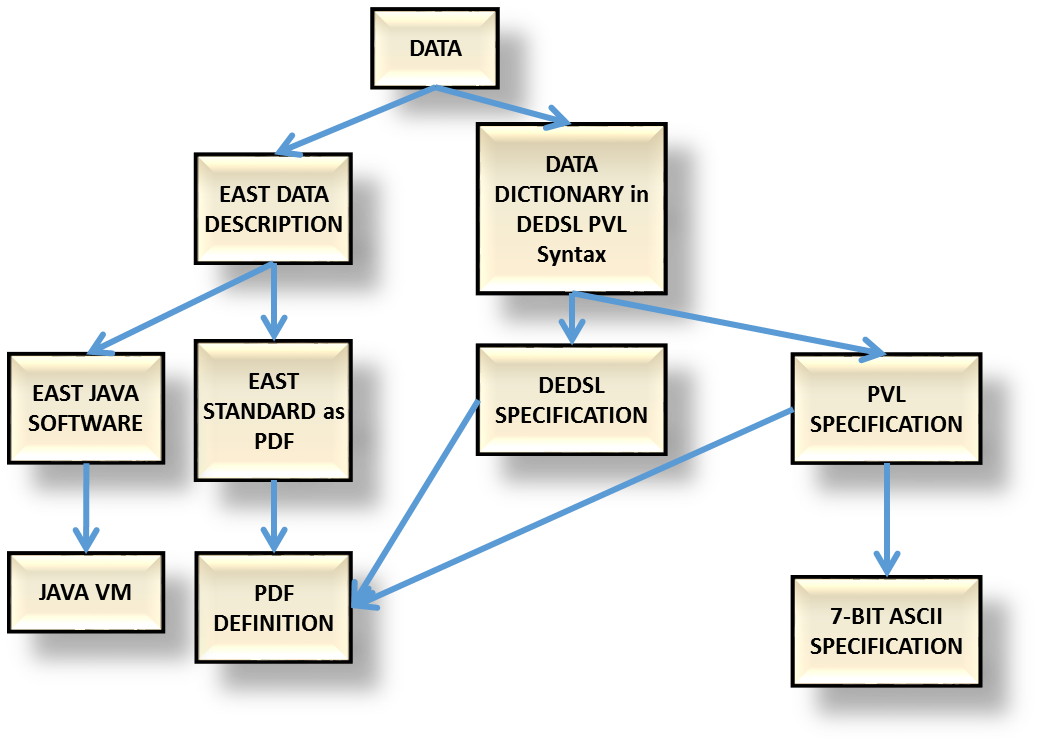 DATA
EAST DATA
DESCRIPTION
DATA
DICTIONARY in
DEDSL PVL
Syntax
EAST JAVA
SOFTWARE
EAST
STANDARD as
PDF
DEDSL
SPECIFICATION
PVL
SPECIFICATION
JAVA VM
PDF
DEFINITION
7-BIT ASCII
SPECIFICATION